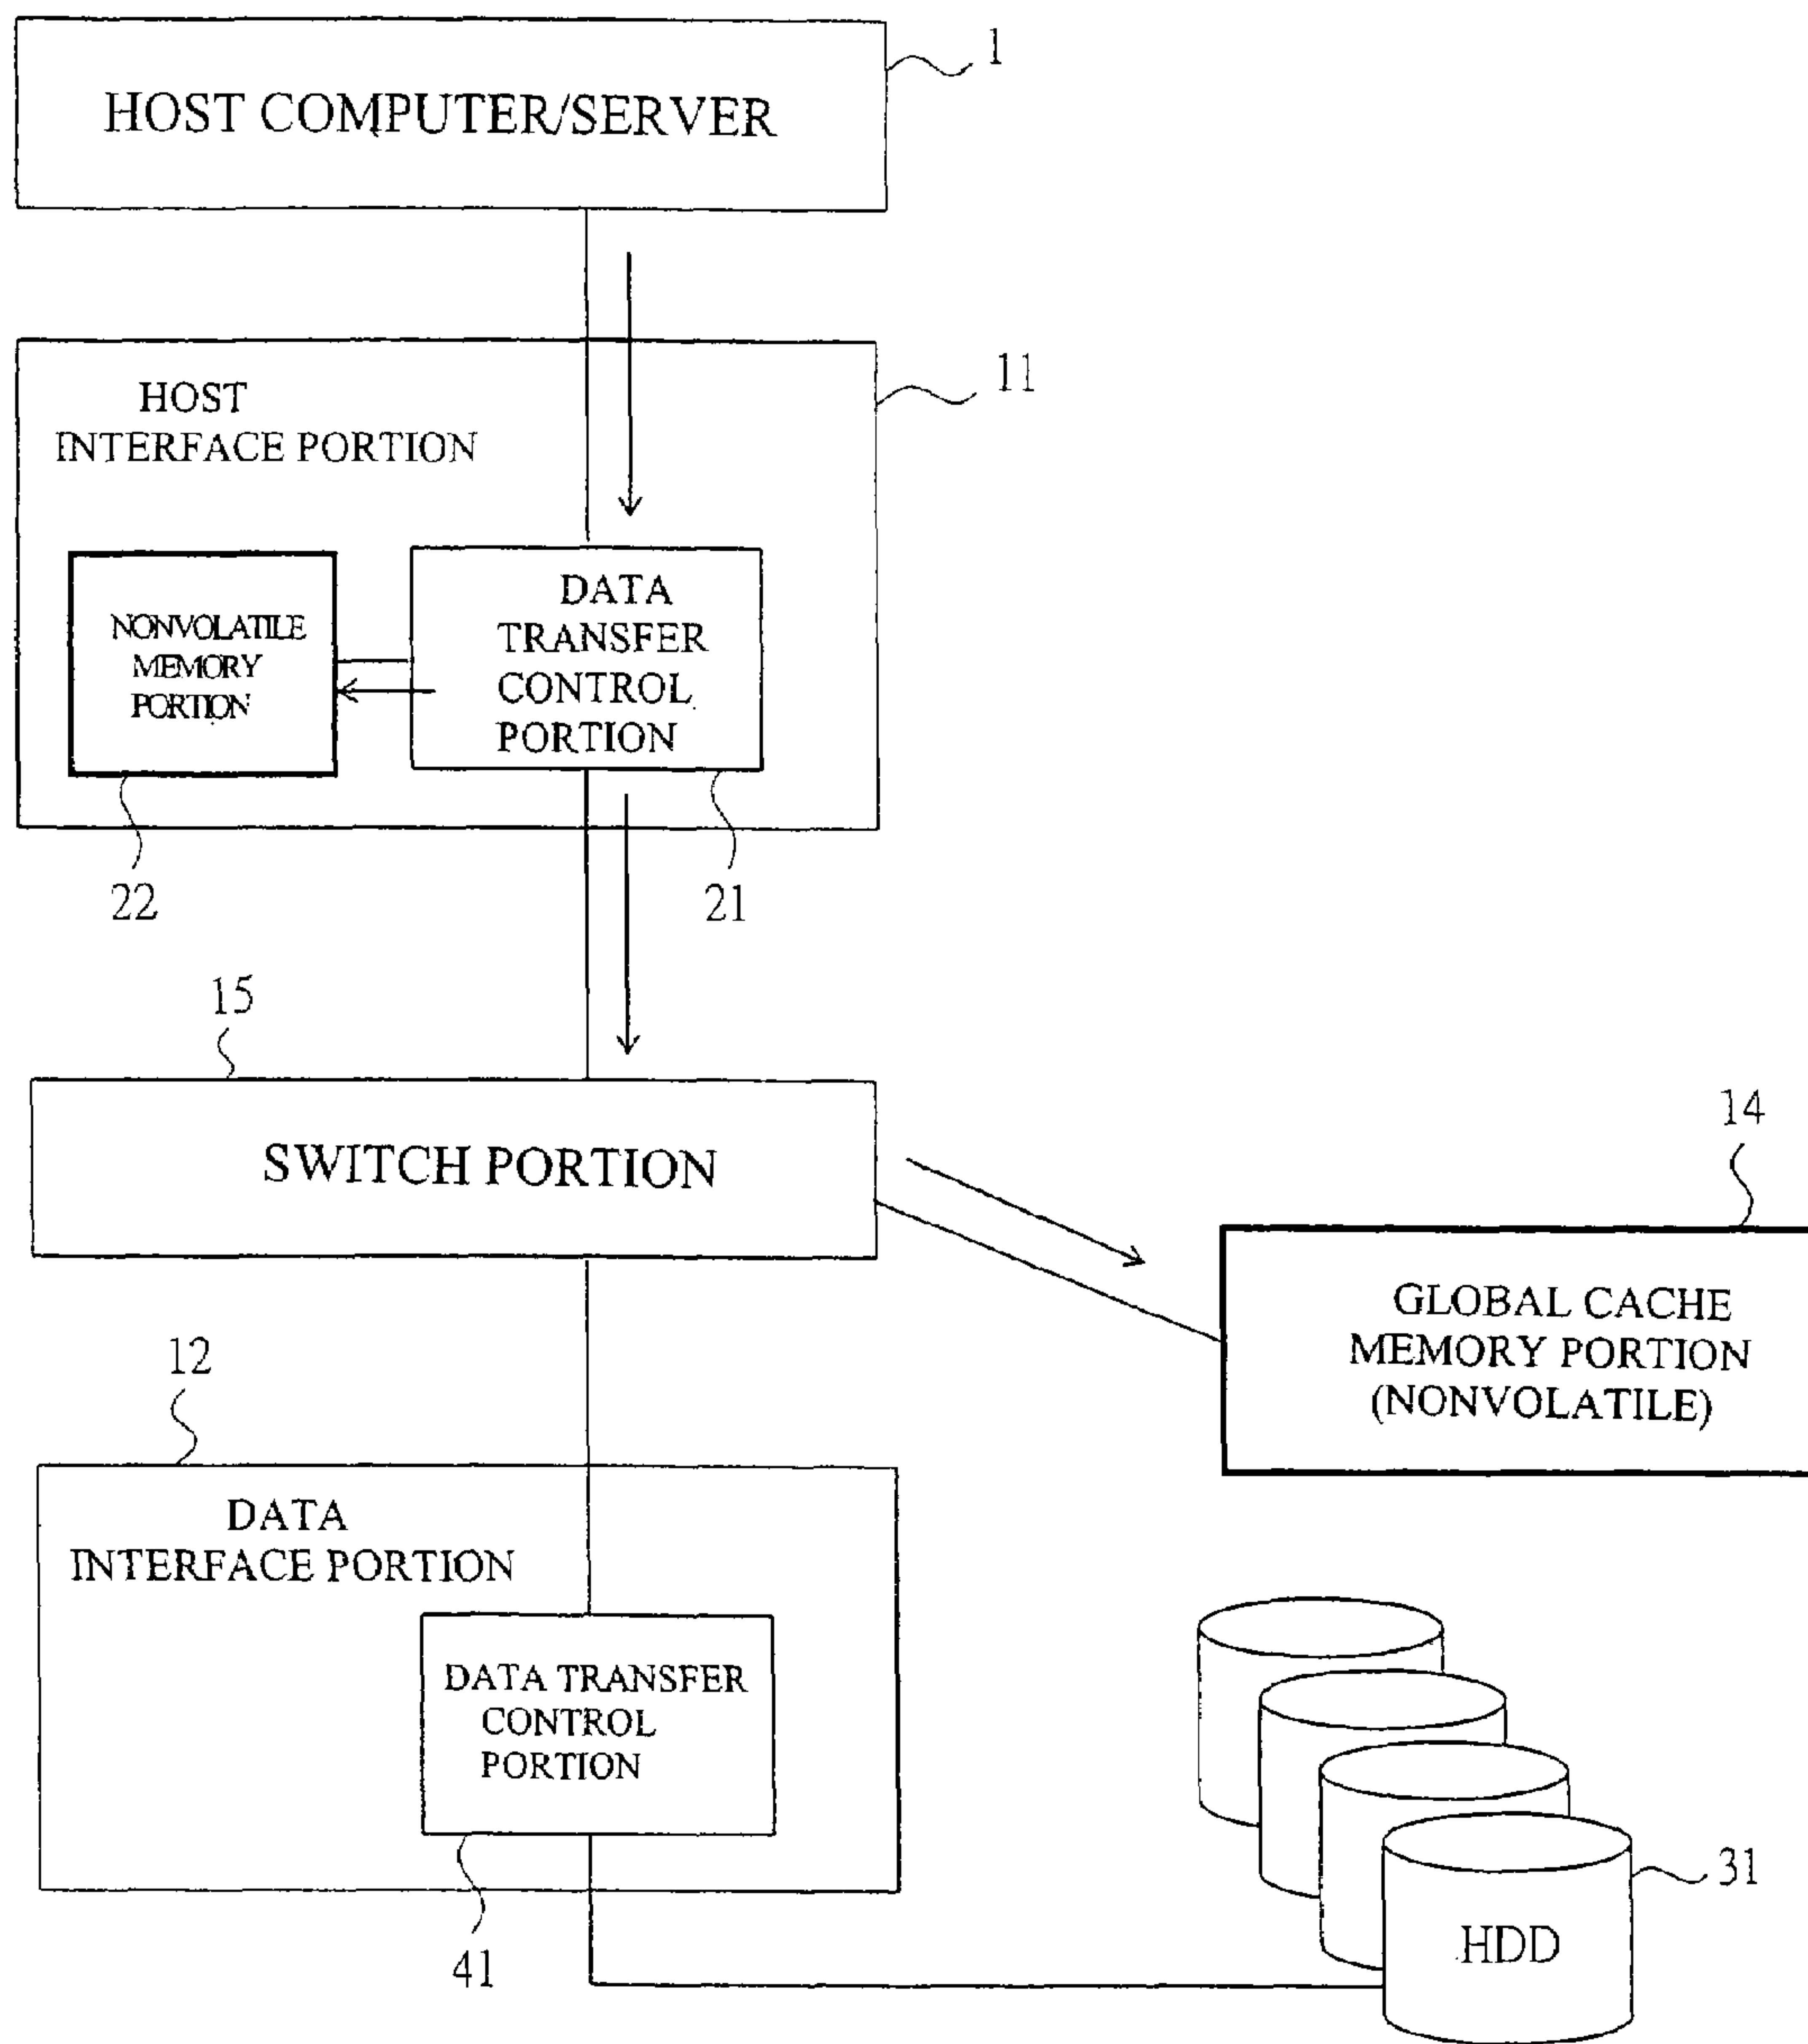 HOST COMPUTER/SERVER
1
HOST
INTERFACE PORTION
11
NONVOLATILE
MEMORY
PORTION
DATA
TRANSFER
CONTROL
PORTION
22
21
15
SWITCH PORTION
14
GLOBAL CACHE
MEMORY PORTION
(NONVOLATILE)
12
DATA
INTERFACE PORTION
DATA TRANSFER
CONTROL
PORTION
41
31
HDD